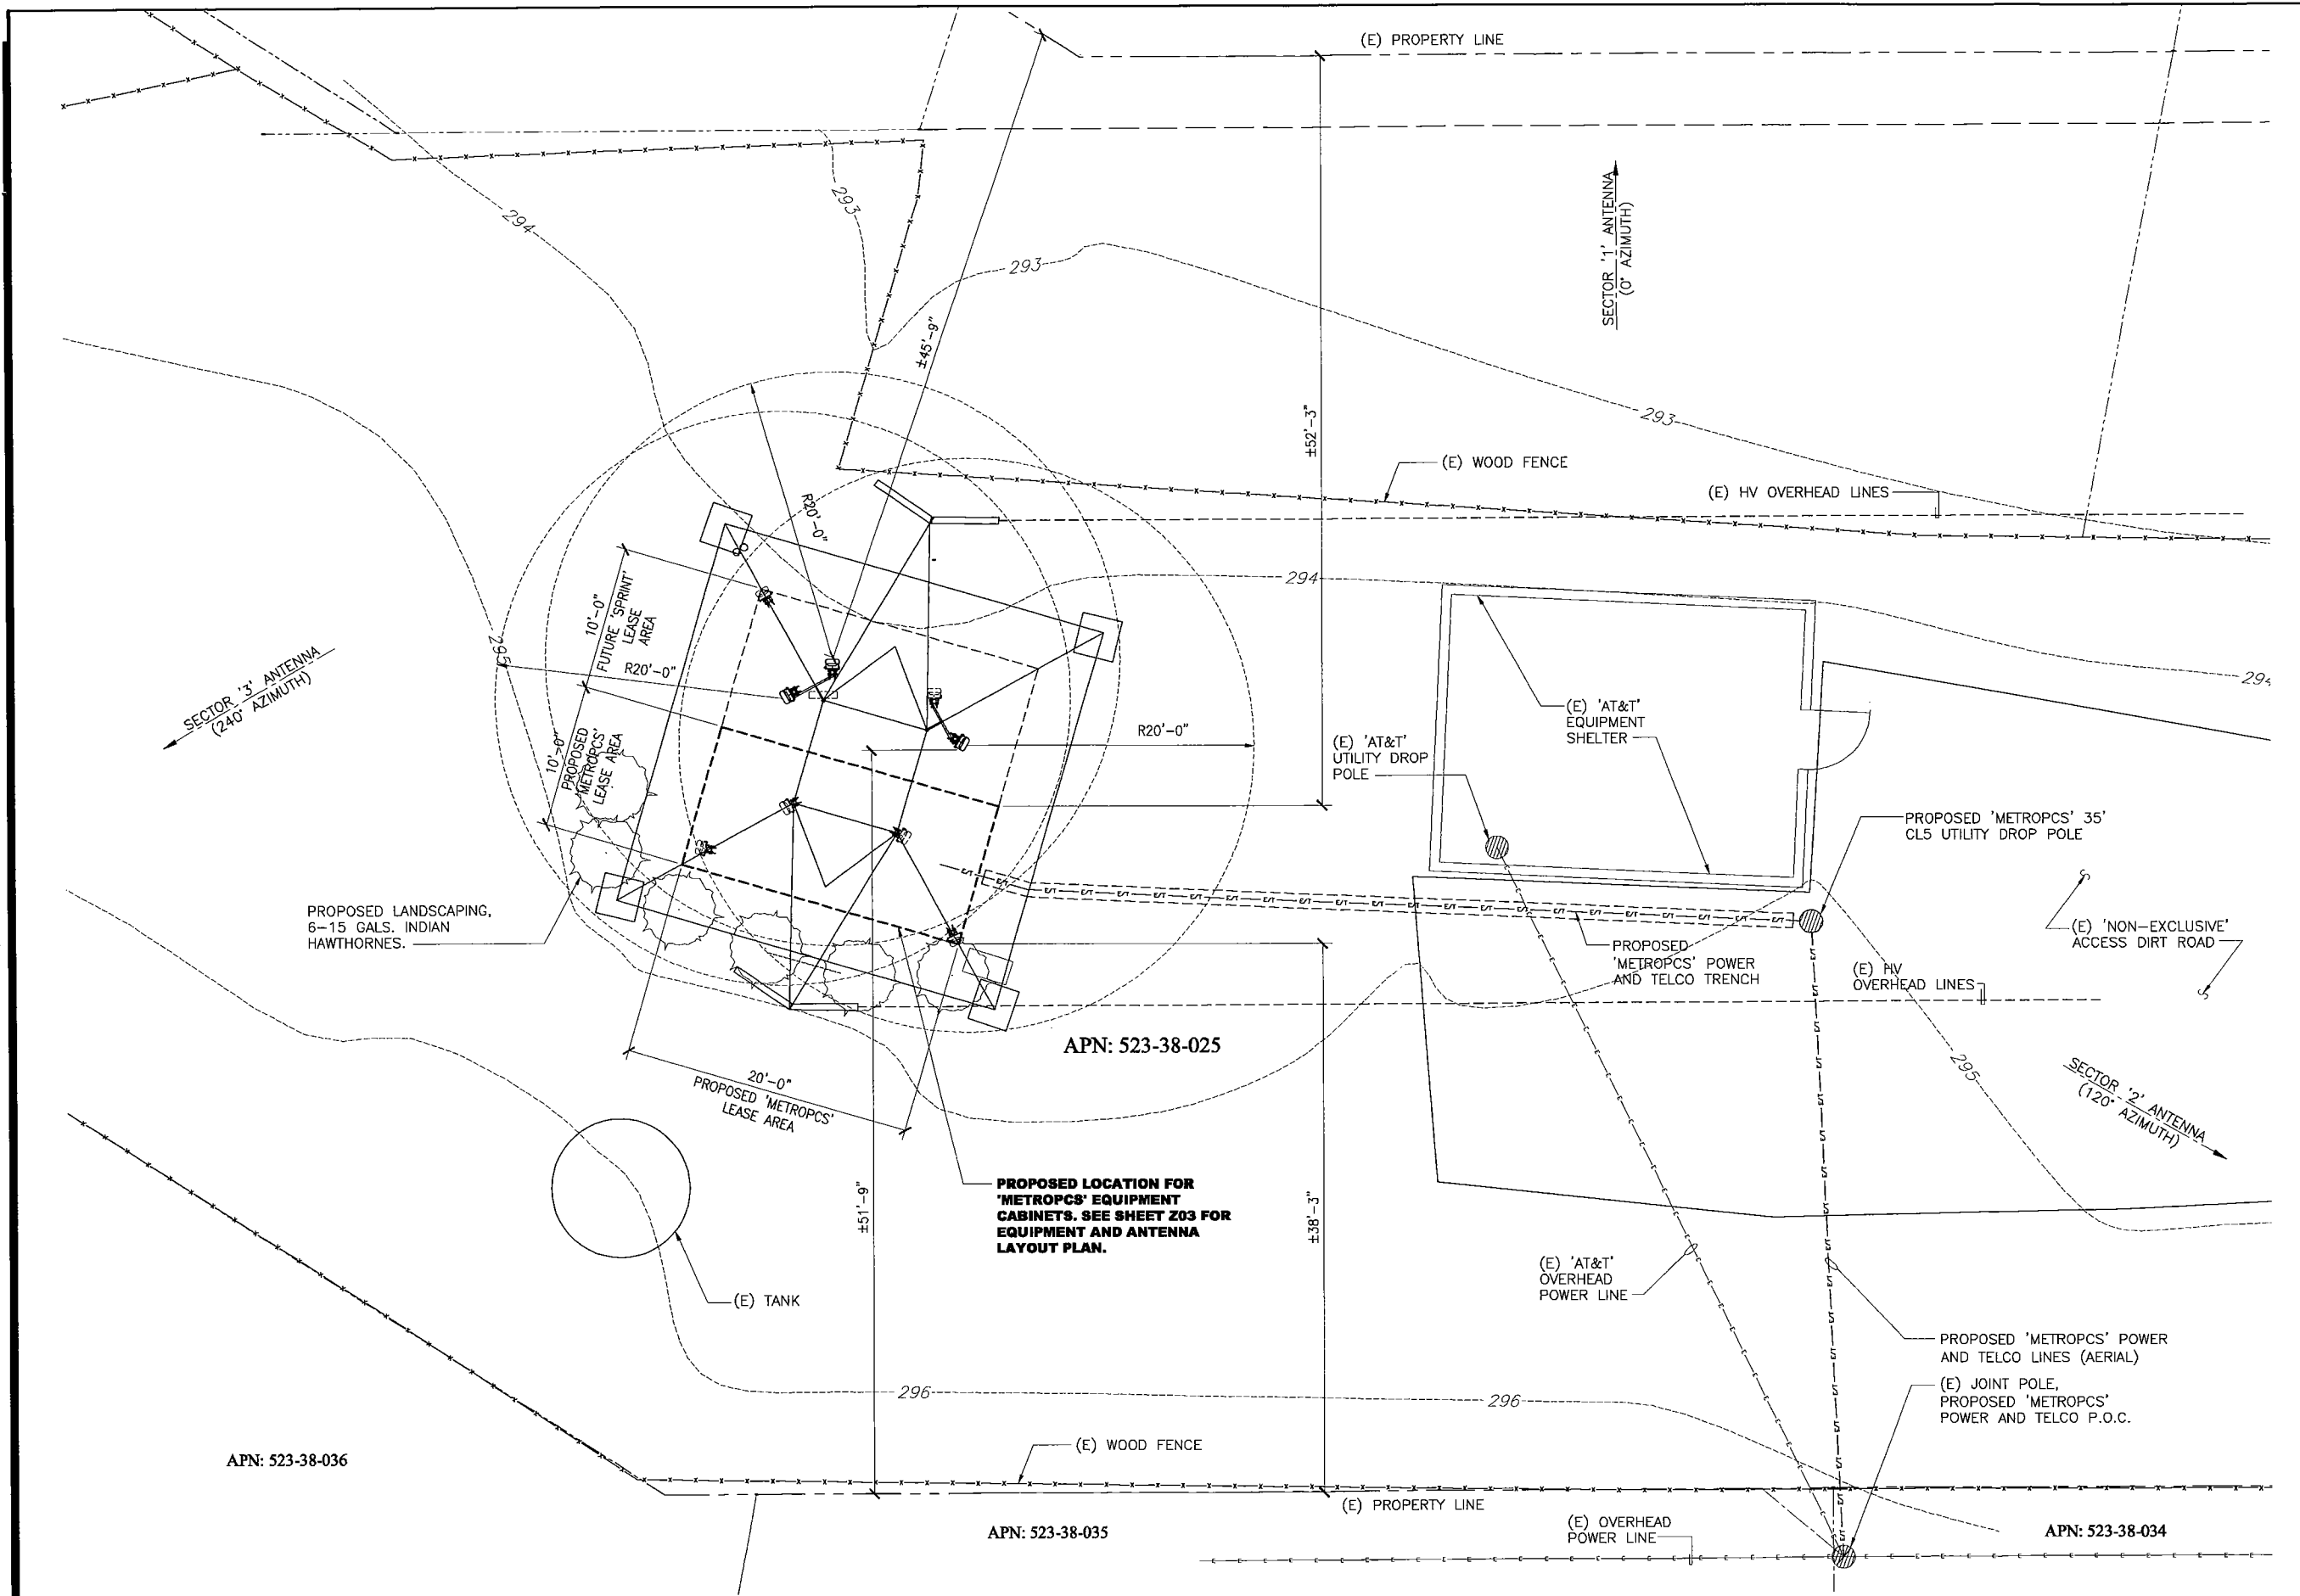 (E) PROPERTY LINE
SECTOR '1' ANTENNA
(0° AZIMUTH)
294
293
293
±45'-9"
±52'-3"
293
(E) WOOD FENCE
(E) HV OVERHEAD LINES
R20'-0"
294
10'-0"
FUTURE 'SPRINT'
LEASE
AREA
295
R20'-0"
SECTOR '3' ANTENNA
(240° AZIMUTH)
294
(E) 'AT&T'
EQUIPMENT
SHELTER
R20'-0"
10'-0"
PROPOSED
'METROPCS'
LEASE AREA
(E) 'AT&T'
UTILITY DROP
POLE
PROPOSED 'METROPCS' 35'
CL5 UTILITY DROP POLE
PROPOSED LANDSCAPING,
6-15 GALS. INDIAN
HAWTHORNES.
E/T E/T E/T E/T E/T E/T E/T E/T E/T E/T E/T E/T E/T E/T E/T E/T E/T E/T E/T E/T E/T
PROPOSED
'METROPCS' POWER
AND TELCO TRENCH
(E) 'NON-EXCLUSIVE'
ACCESS DIRT ROAD
(E) HV
OVERHEAD LINES
APN: 523-38-025
295
SECTOR '2' ANTENNA
(120° AZIMUTH)
20'-0"
PROPOSED 'METROPCS'
LEASE AREA
±51'-9"
PROPOSED LOCATION FOR
'METROPCS' EQUIPMENT
CABINETS. SEE SHEET Z03 FOR
EQUIPMENT AND ANTENNA
LAYOUT PLAN.
±38'-3"
(E) TANK
(E) 'AT&T'
OVERHEAD
POWER LINE
PROPOSED 'METROPCS' POWER
AND TELCO LINES (AERIAL)
(E) JOINT POLE,
PROPOSED 'METROPCS'
POWER AND TELCO P.O.C.
296
296
(E) WOOD FENCE
APN: 523-38-036
(E) PROPERTY LINE
APN: 523-38-035
(E) OVERHEAD
POWER LINE
APN: 523-38-034